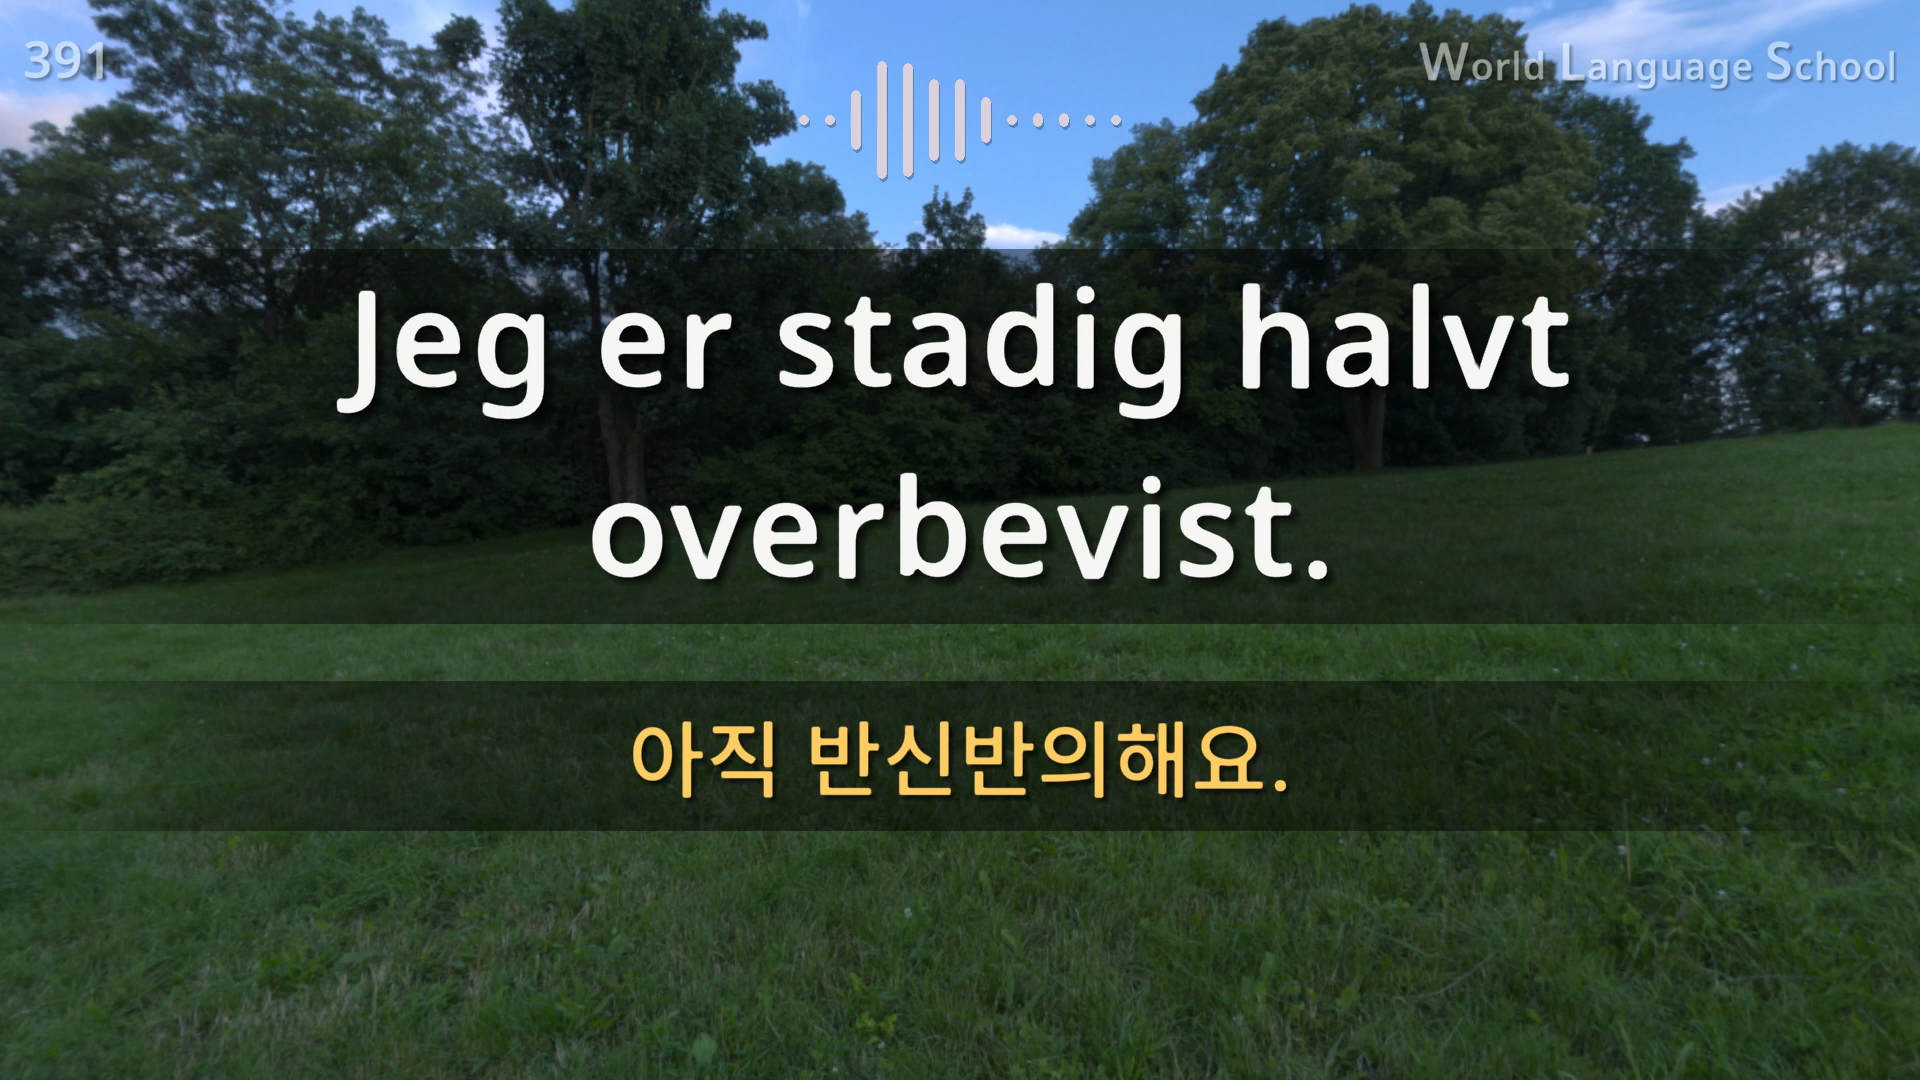 391
World Language School
Jeg er stadig halvt
overbevist.
아직 반신반의해요.